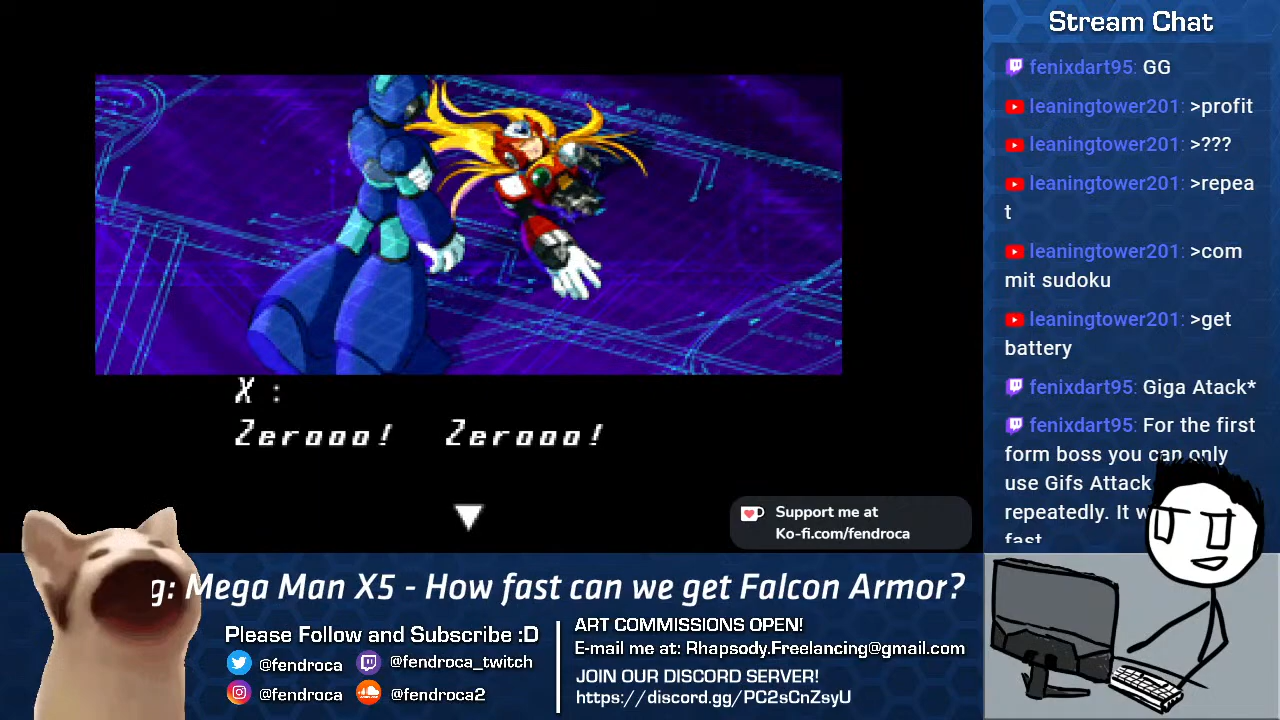 X :
Zerooo! Zerooo!
Support me at
Ko-fi.com/fendroca
g: Mega Man X5 - How fast can we get Falcon Armor?
Please Follow and Subscribe :D
@fendroca
@fendroca_twitch
@fendroca
@fendroca2
ART COMMISSIONS OPEN!
E-mail me at: Rhapsody.Freelancing@gmail.com
JOIN OUR DISCORD SERVER!
https://discord.gg/PC2sCnZsyU
Stream Chat
fenixdart95: GG
leaningtower201: >profit
leaningtower201: >???
leaningtower201: >repea
t
leaningtower201: >com
mit sudoku
leaningtower201: >get
battery
fenixdart95: Giga Atack*
fenixdart95: For the first
form boss you can only
use Gifs Attack
repeatedly. It
fast